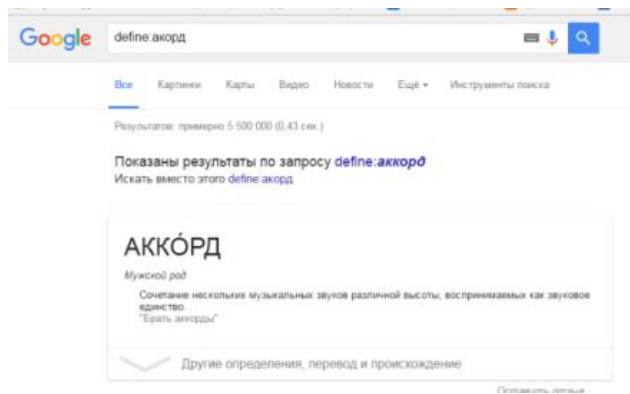 Google define:акорд
Все Картинки Карты Видео Новости Ещё Инструменты поиска
Результатов: примерно 5 500 000 (0,43 сек.)
Показаны результаты по запросу define:аккорд
Искать вместо этого define:акорд
АККО́РД
Мужской род
Сочетание нескольких музыкальных звуков различной высоты, воспринимаемых как звуковое
единство.
"Брать аккорды"
Другие определения, перевод и происхождение
Оставить отзыв